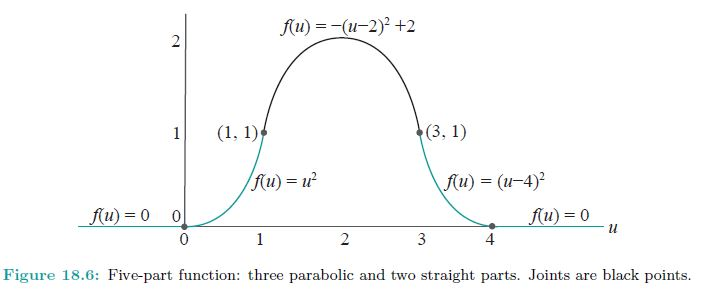 f(u) = −(u−2)² +2
2
1
(1, 1)
(3, 1)
f(u) = u²
f(u) = (u−4)²
f(u) = 0
0
f(u) = 0
u
0
1
2
3
4
Figure 18.6: Five-part function: three parabolic and two straight parts. Joints are black points.